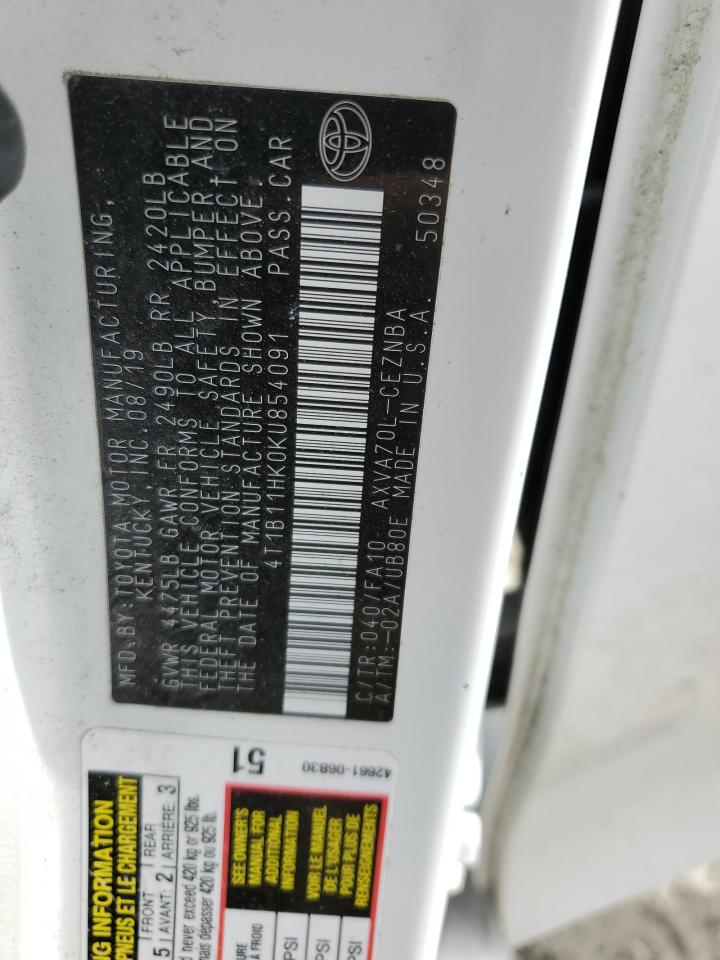 MFD.BY:TOYOTA MOTOR MANUFACTURING,
KENTUCKY, INC. 08/19
GVWR 4475LB GAWR FR 2490LB RR 2420LB
THIS VEHICLE CONFORMS TO ALL APPLICABLE
FEDERAL MOTOR VEHICLE SAFETY BUMPER,AND
THEFT PREVENTION STANDARDS IN EFFECT ON
THE DATE OF MANUFACTURE SHOWN ABOVE.
4T1B11HK0KU854091 PASS.CAR
C/TR:040/FA10 AXVA70L-CEZNBA
A/TM:-02A/UB80E MADE IN U.S.A. 50348
51
42661-06B30
NG INFORMATION
PNEUS ET LE CHARGEMENT
5
FRONT
AVANT: 2
REAR
ARRIÈRE: 3
never exceed 420 kg or 925 lbs.
mais dépasser 420 kg ou 925 lb.
SEE OWNER'S
MANUAL FOR
ADDITIONAL
INFORMATION
VOIR LE MANUEL
DE L'USAGER
POUR PLUS DE
RENSEIGNEMENTS
À FROID
PSI
PSI
PSI